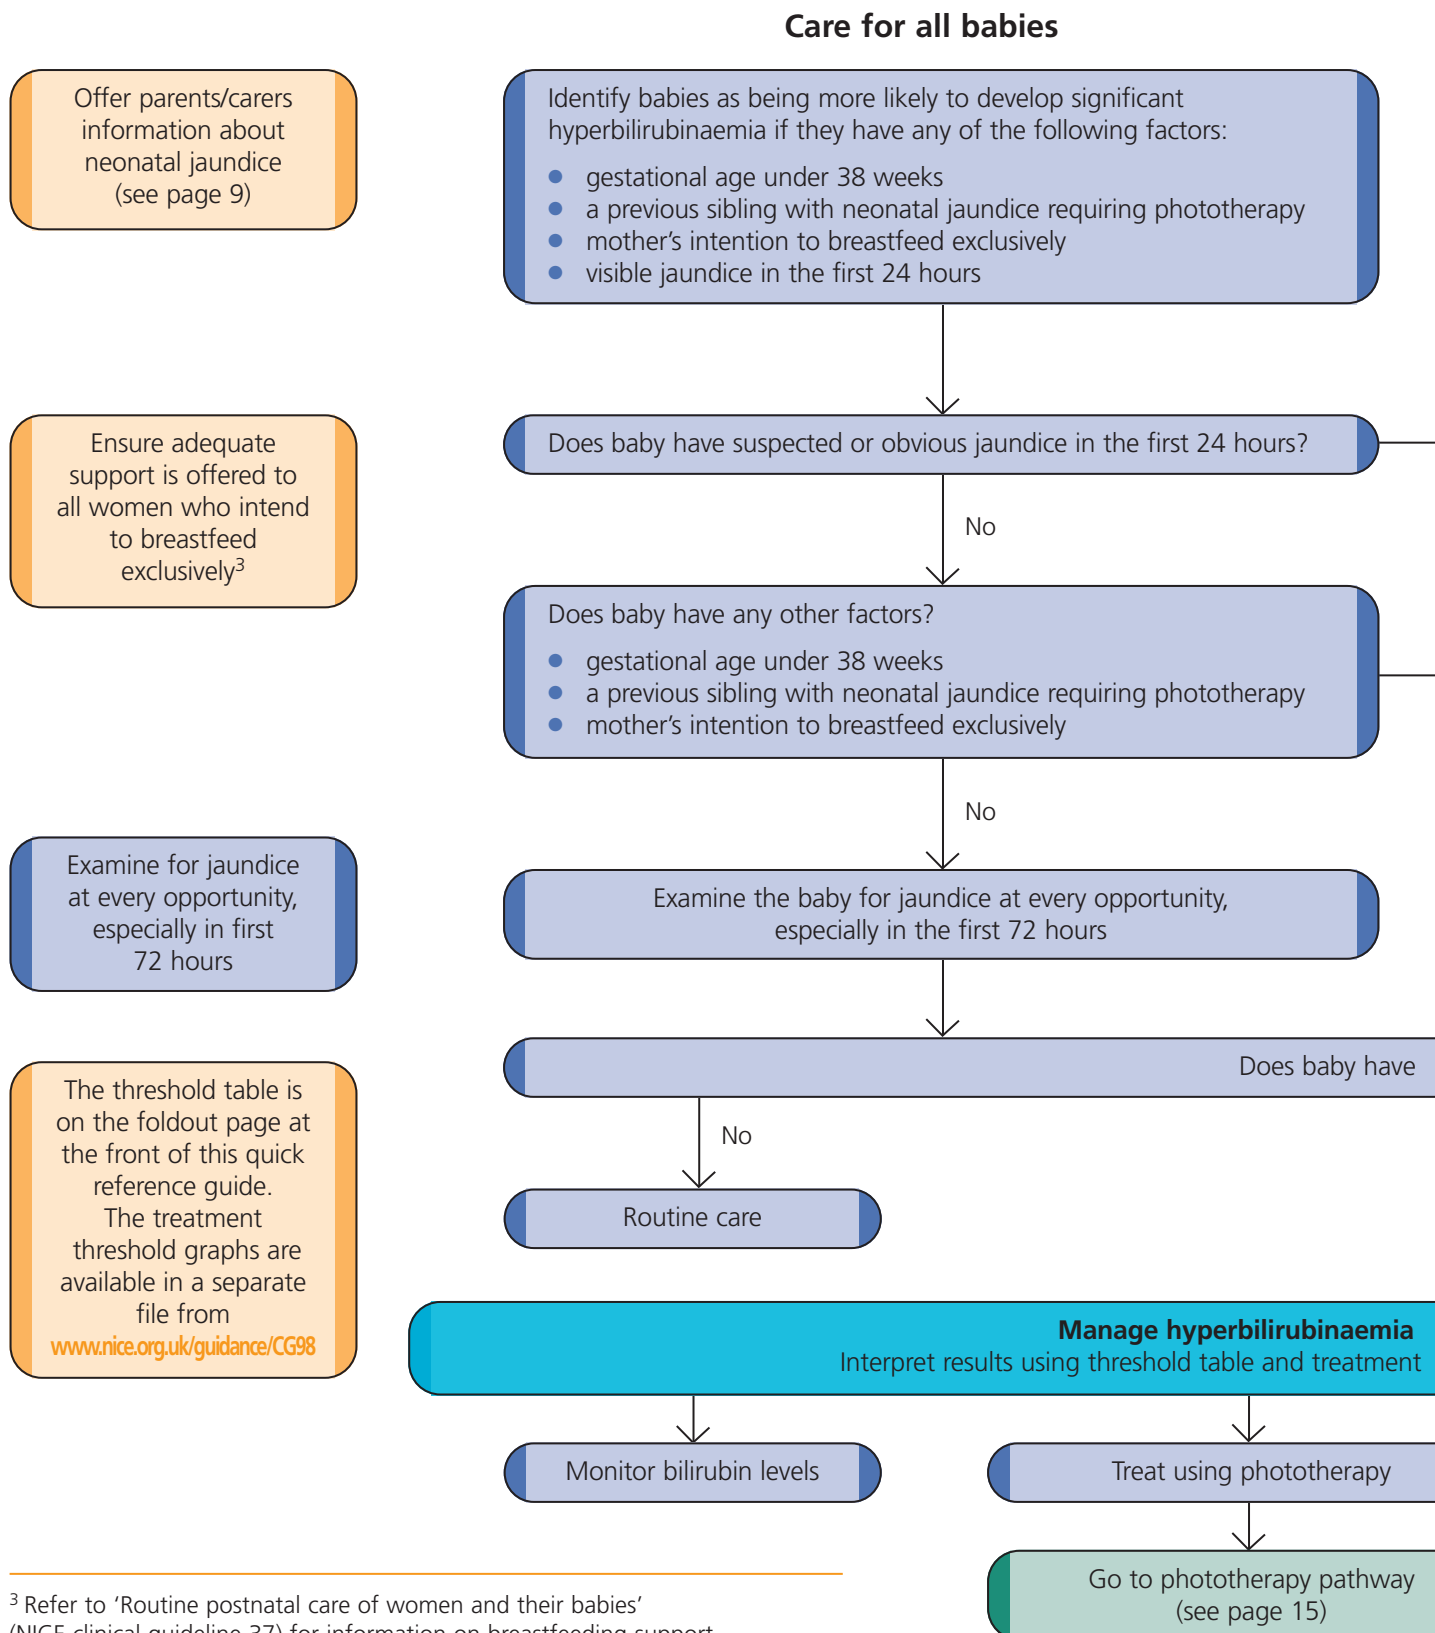 Care for all babies
Offer parents/carers
information about
neonatal jaundice
(see page 9)
Identify babies as being more likely to develop significant
hyperbilirubinaemia if they have any of the following factors:
● gestational age under 38 weeks
● a previous sibling with neonatal jaundice requiring phototherapy
● mother's intention to breastfeed exclusively
● visible jaundice in the first 24 hours
Ensure adequate
support is offered to
all women who intend
to breastfeed
exclusively³
Does baby have suspected or obvious jaundice in the first 24 hours?
No
Does baby have any other factors?
● gestational age under 38 weeks
● a previous sibling with neonatal jaundice requiring phototherapy
● mother's intention to breastfeed exclusively
No
Examine for jaundice
at every opportunity,
especially in first
72 hours
Examine the baby for jaundice at every opportunity,
especially in the first 72 hours
Does baby have
No
Routine care
The threshold table is
on the foldout page at
the front of this quick
reference guide.
The treatment
threshold graphs are
available in a separate
file from
www.nice.org.uk/guidance/CG98
Manage hyperbilirubinaemia
Interpret results using threshold table and treatment
Monitor bilirubin levels
Treat using phototherapy
Go to phototherapy pathway
(see page 15)
³ Refer to 'Routine postnatal care of women and their babies'
(NICE clinical guideline 37) for information on breastfeeding support